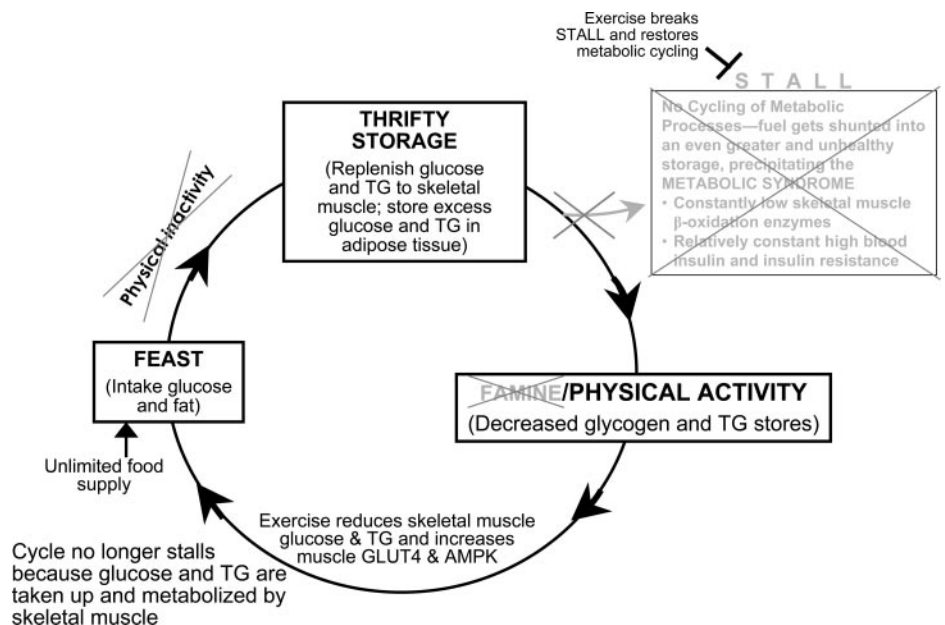 Exercise breaks
STALL and restores
metabolic cycling
S T A L L
No Cycling of Metabolic
Processes—fuel gets shunted into
an even greater and unhealthy
storage, precipitating the
METABOLIC SYNDROME
• Constantly low skeletal muscle
β-oxidation enzymes
• Relatively constant high blood
insulin and insulin resistance
THRIFTY
STORAGE
(Replenish glucose
and TG to skeletal
muscle; store excess
glucose and TG in
adipose tissue)
Physical inactivity
FEAST
(Intake glucose
and fat)
Unlimited food
supply
FAMINE/PHYSICAL ACTIVITY
(Decreased glycogen and TG stores)
Exercise reduces skeletal muscle
glucose & TG and increases
muscle GLUT4 & AMPK
Cycle no longer stalls
because glucose and TG are
taken up and metabolized by
skeletal muscle